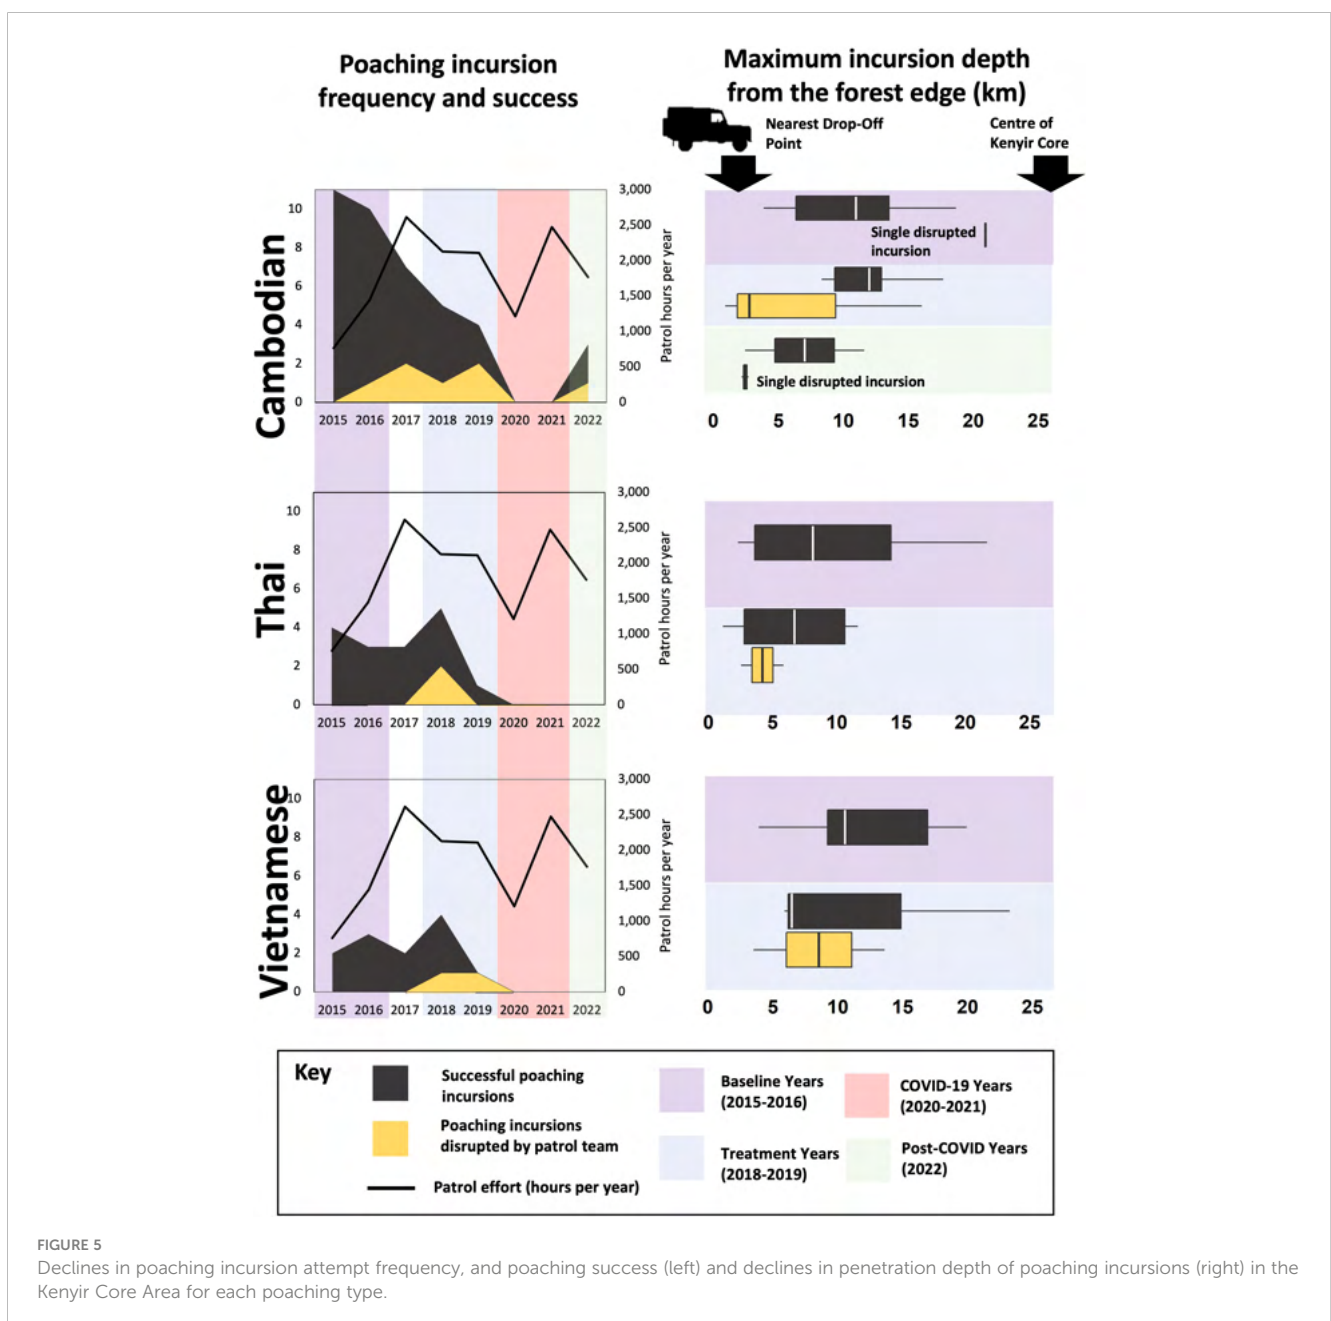 Poaching incursion
frequency and success
Maximum incursion depth
from the forest edge (km)
Nearest Drop-Off
Point
Centre of
Kenyir Core
Cambodian
10
8
6
4
2
0
3,000
2,500
2,000
1,500
1,000
500
0
Patrol hours per year
2015 2016 2017 2018 2019 2020 2021 2022
Single disrupted
incursion
Single disrupted incursion
0 5 10 15 20 25
Thai
10
8
6
4
2
0
3,000
2,500
2,000
1,500
1,000
500
0
Patrol hours per year
2015 2016 2017 2018 2019 2020 2021 2022
0 5 10 15 20 25
Vietnamese
10
8
6
4
2
0
3,000
2,500
2,000
1,500
1,000
500
0
Patrol hours per year
2015 2016 2017 2018 2019 2020 2021 2022
0 5 10 15 20 25
Key
Successful poaching
incursions
Poaching incursions
disrupted by patrol team
Patrol effort (hours per year)
Baseline Years
(2015-2016)
Treatment Years
(2018-2019)
COVID-19 Years
(2020-2021)
Post-COVID Years
(2022)
FIGURE 5
Declines in poaching incursion attempt frequency, and poaching success (left) and declines in penetration depth of poaching incursions (right) in the
Kenyir Core Area for each poaching type.